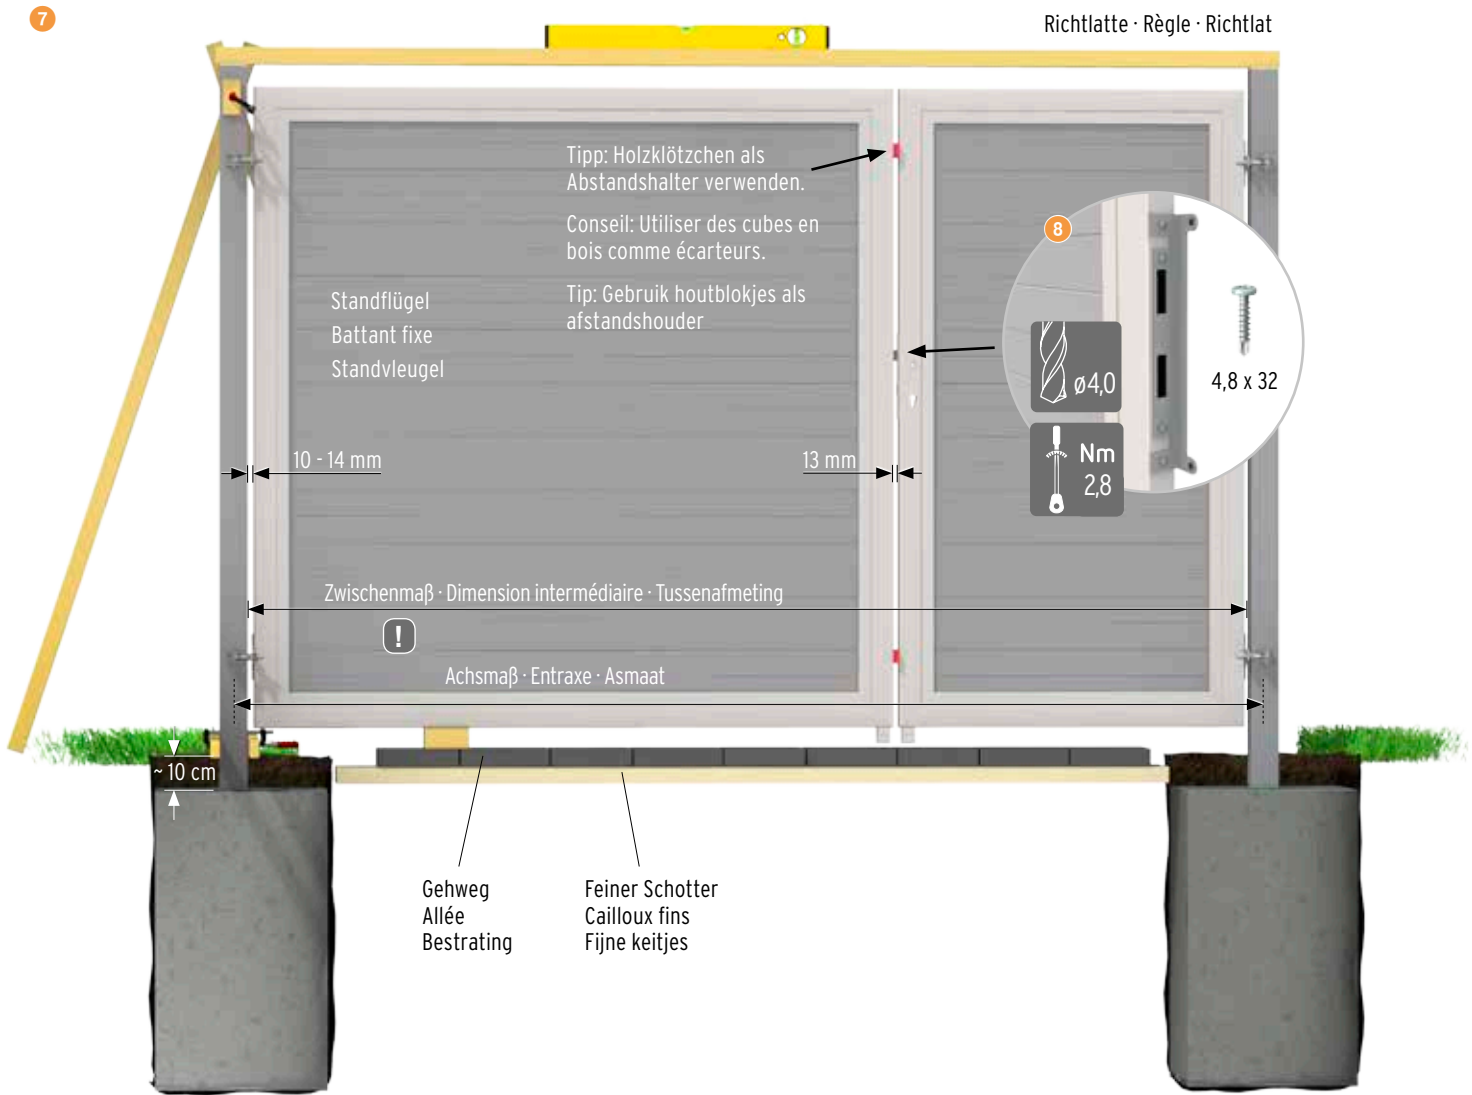 7
Richtlatte · Règle · Richtlat
Tipp: Holzklötzchen als
Abstandshalter verwenden.
Conseil: Utiliser des cubes en
bois comme écarteurs.
Tip: Gebruik houtblokjes als
afstandshouder
Standflügel
Battant fixe
Standvleugel
8
ø4,0
4,8 x 32
Nm
2,8
10 - 14 mm
13 mm
Zwischenmaß · Dimension intermédiaire · Tussenafmeting
!
Achsmaß · Entraxe · Asmaat
~ 10 cm
Gehweg
Allée
Bestrating
Feiner Schotter
Cailloux fins
Fijne keitjes